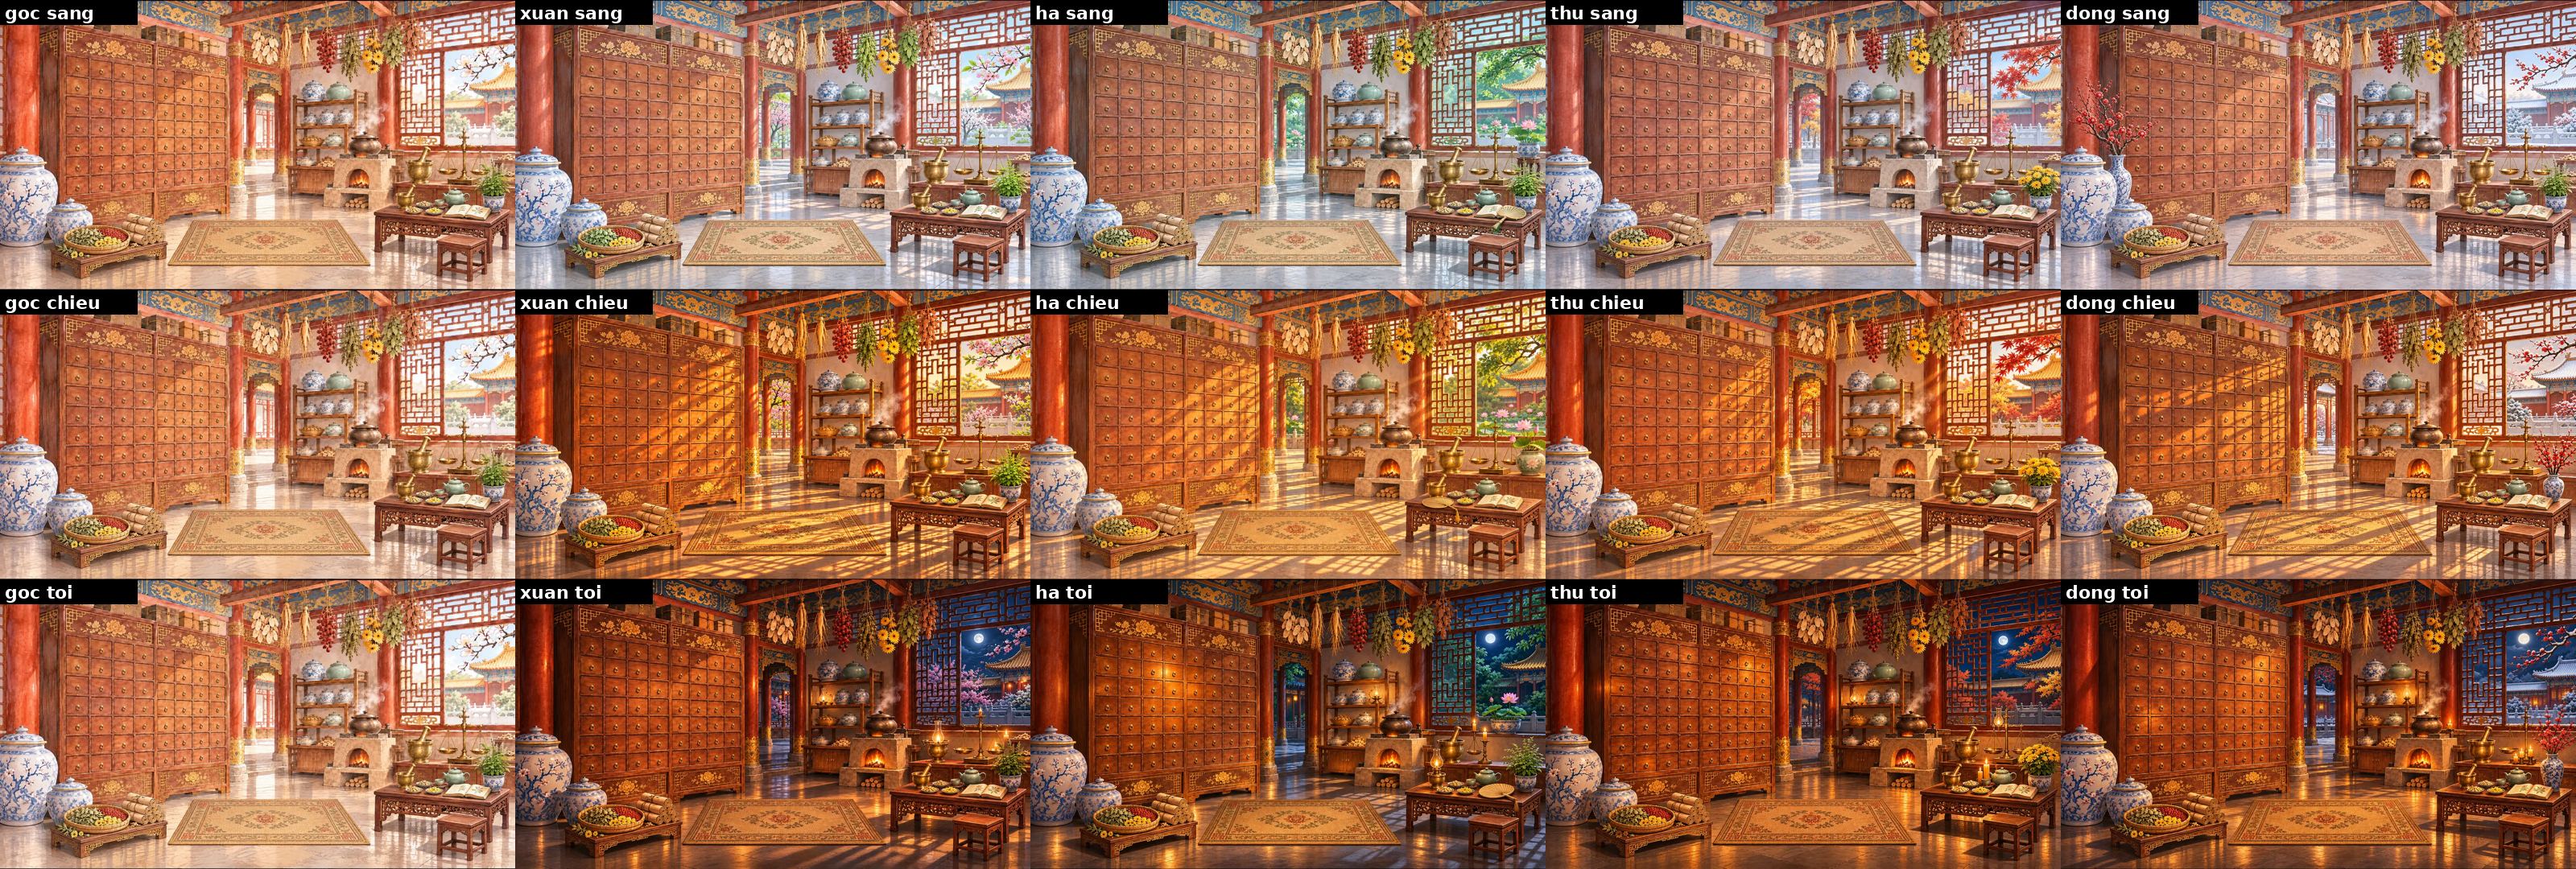 goc sang
xuan sang
ha sang
thu sang
dong sang
goc chieu
xuan chieu
ha chieu
thu chieu
dong chieu
goc toi
xuan toi
ha toi
thu toi
dong toi